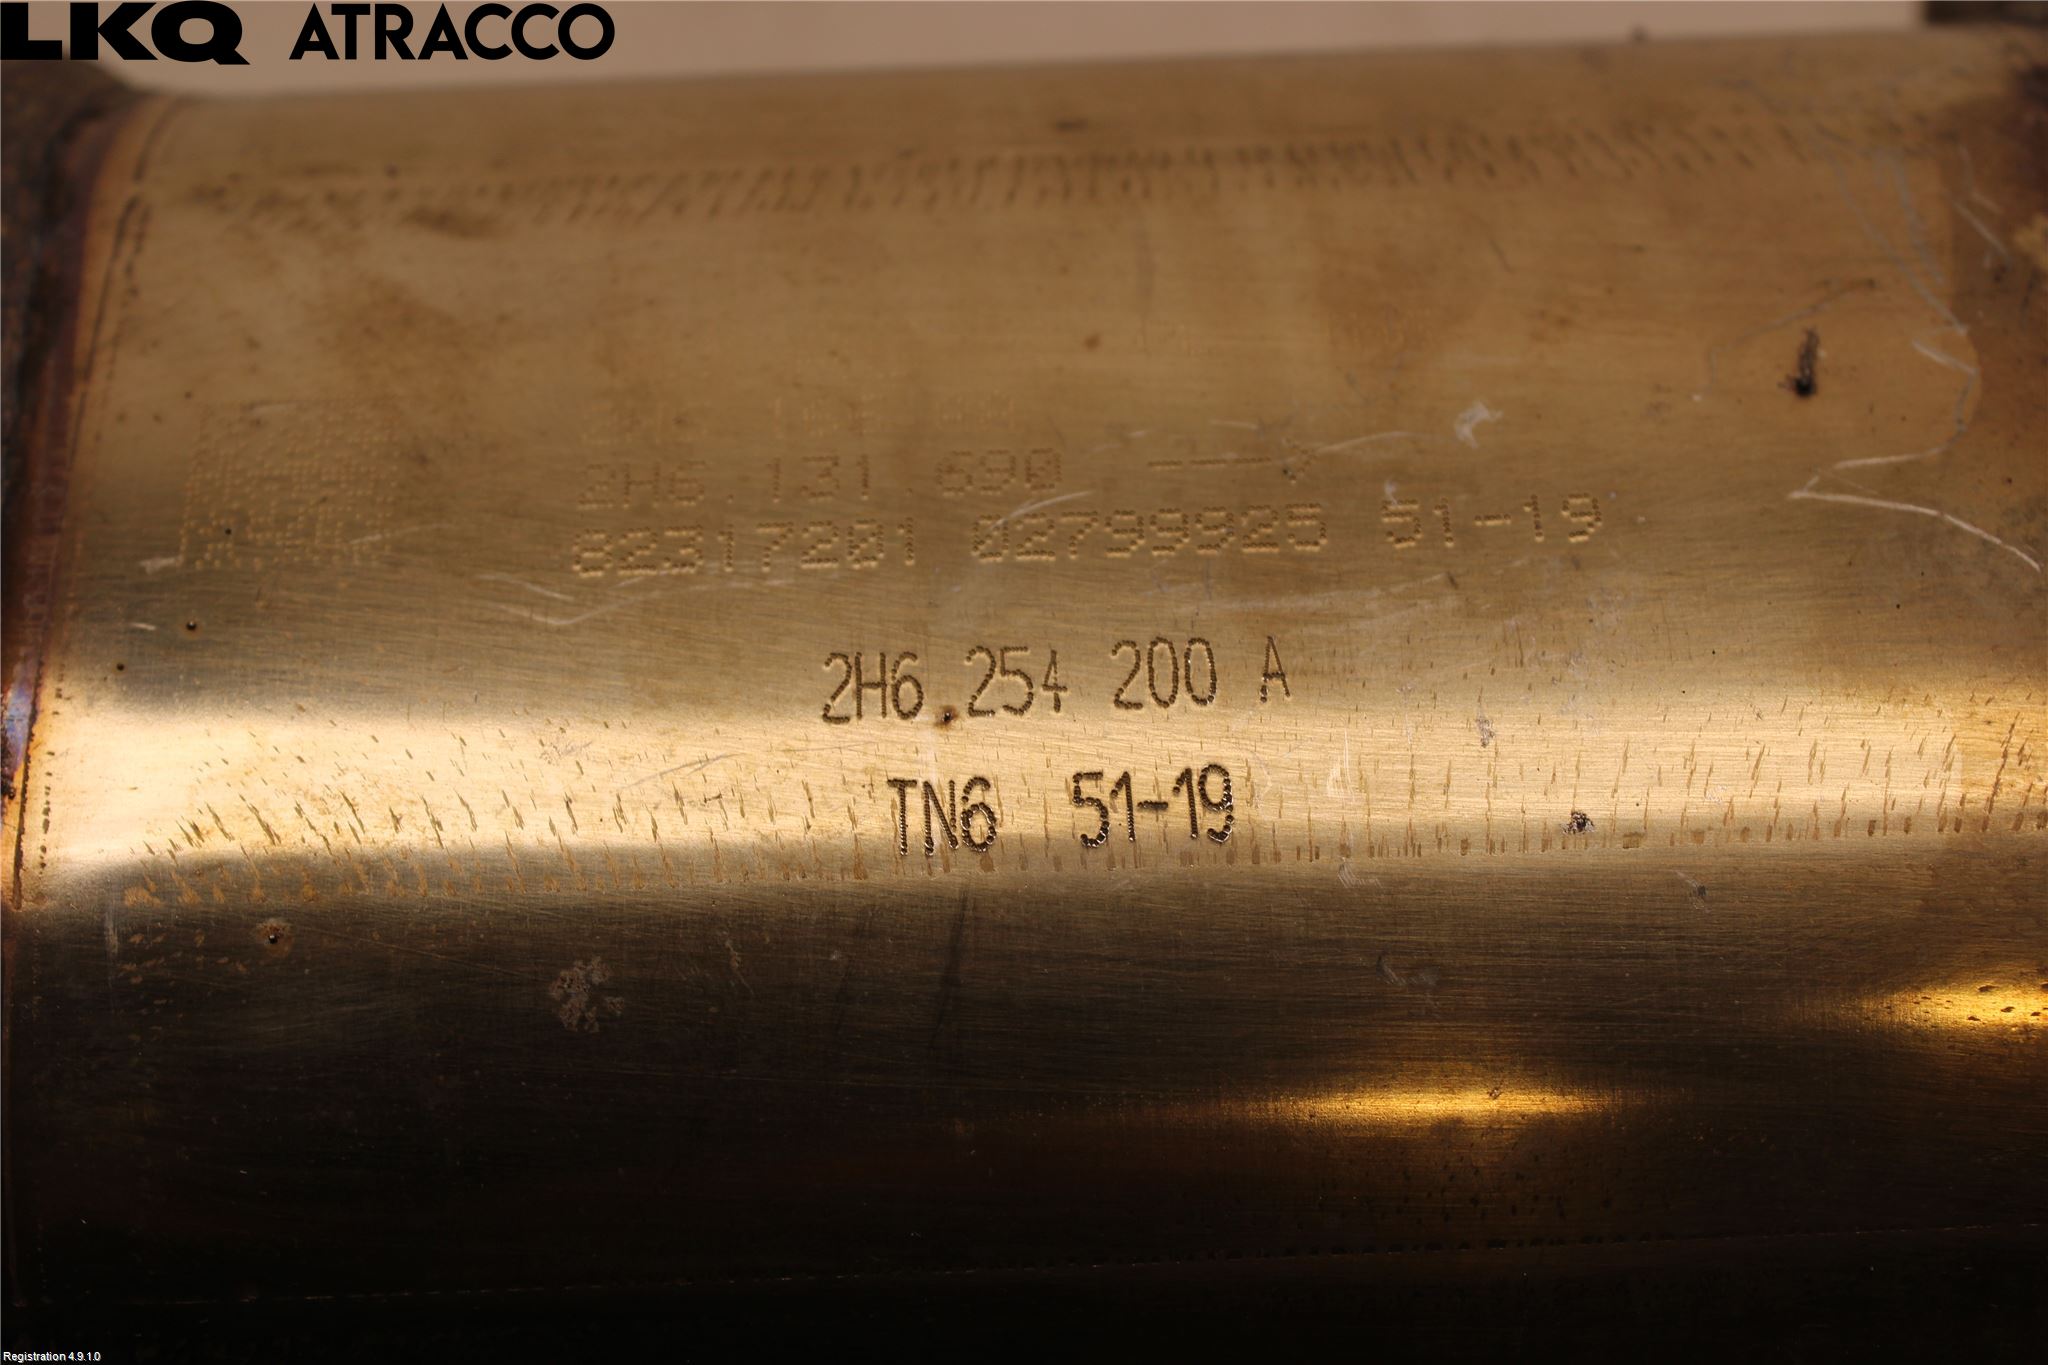 LKQ ATRACCO
2H6.131.690 --->
82317201 02799925 51-19
2H6 254 200 A
TN6 51-19
Registration 4.9.1.0